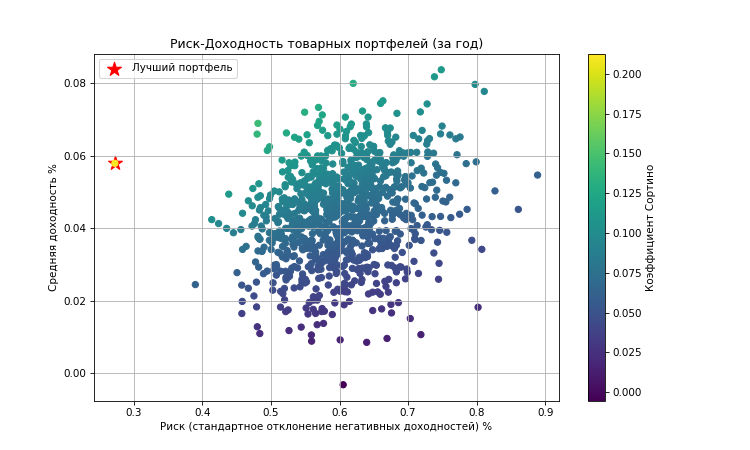 Риск-Доходность товарных портфелей (за год)
Лучший портфель
Средняя доходность %
0.08
0.06
0.04
0.02
0.00
0.3 0.4 0.5 0.6 0.7 0.8 0.9
Риск (стандартное отклонение негативных доходностей) %
0.200
0.175
0.150
0.125
0.100
0.075
0.050
0.025
0.000
Коэффициент Сортино